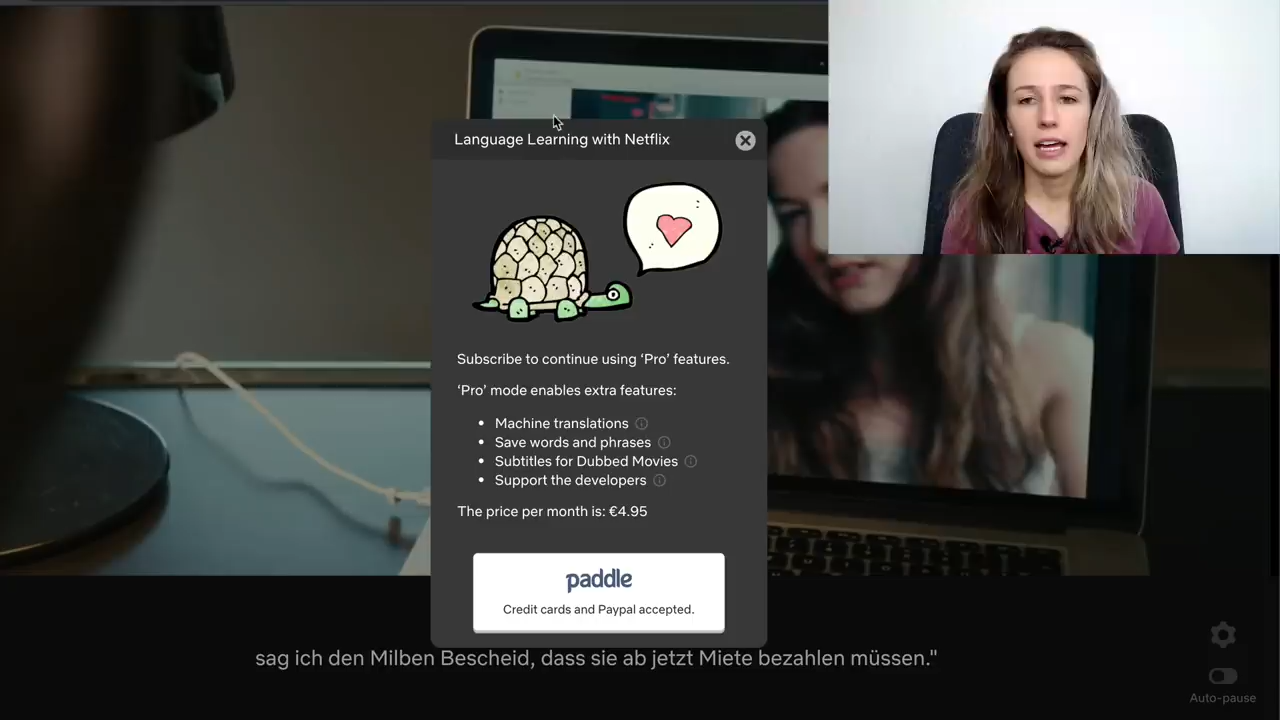 Language Learning with Netflix
Subscribe to continue using ‘Pro’ features.
‘Pro’ mode enables extra features:
• Machine translations
• Save words and phrases
• Subtitles for Dubbed Movies
• Support the developers
The price per month is: €4.95
paddle
Credit cards and Paypal accepted.
sag ich den Milben Bescheid, dass sie ab jetzt Miete bezahlen müssen."
Auto-pause